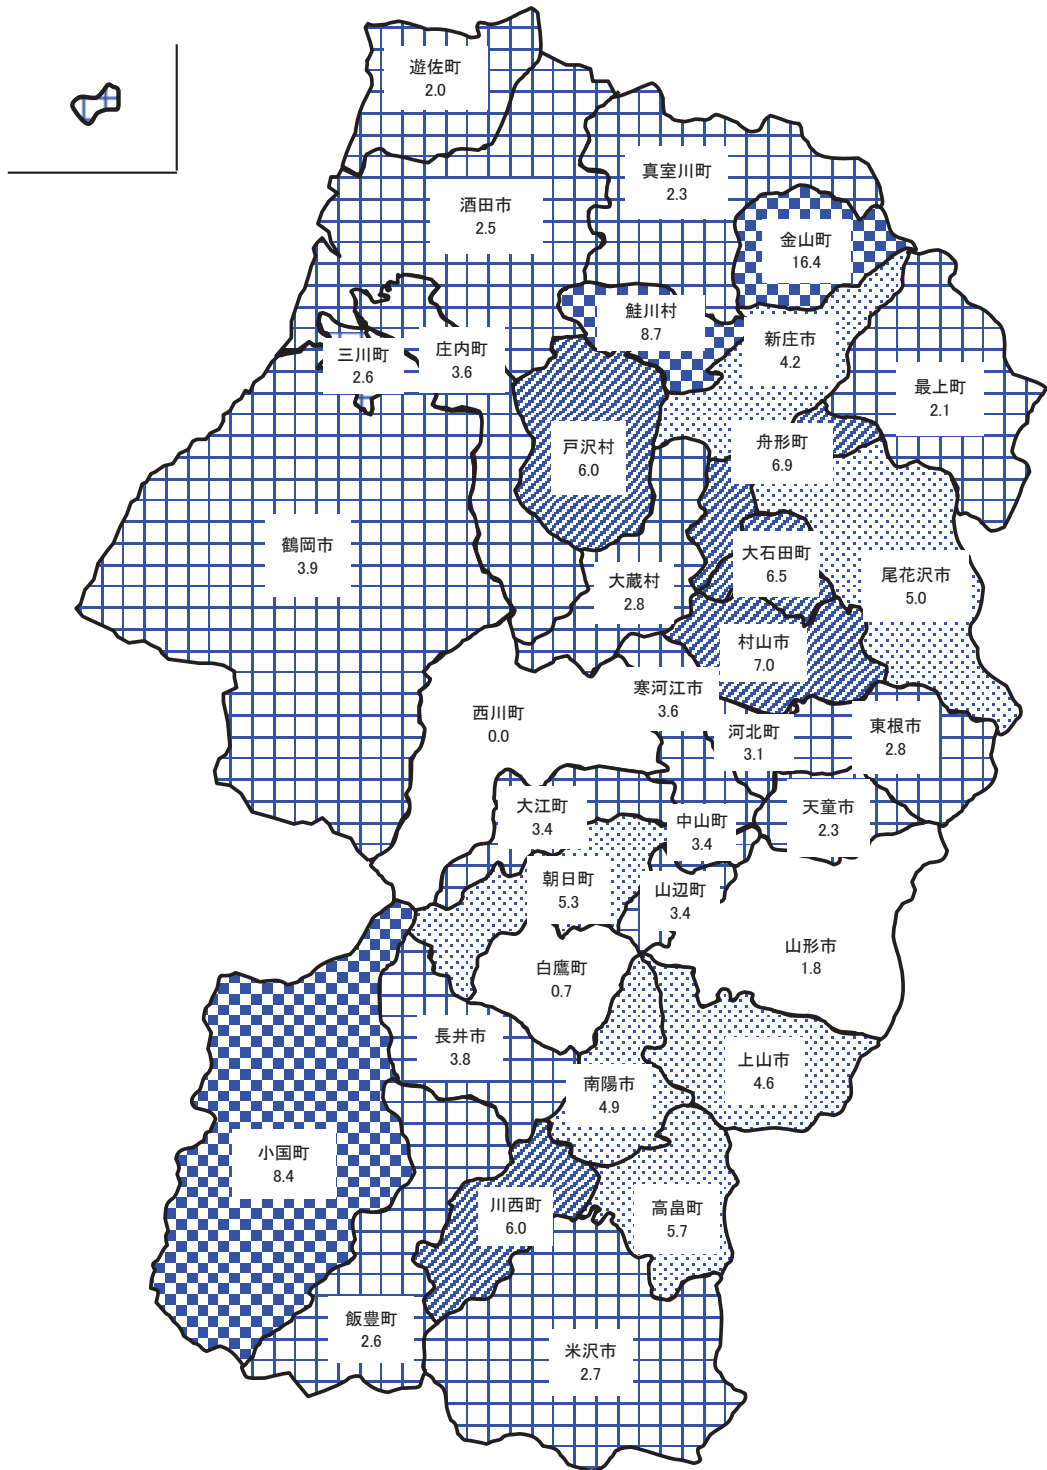 遊佐町
2.0
真室川町
2.3
酒田市
2.5
金山町
16.4
鮭川村
8.7
新庄市
4.2
三川町
2.6
庄内町
3.6
最上町
2.1
戸沢村
6.0
舟形町
6.9
鶴岡市
3.9
大石田町
6.5
大蔵村
2.8
尾花沢市
5.0
村山市
7.0
寒河江市
3.6
西川町
0.0
河北町
3.1
東根市
2.8
大江町
3.4
中山町
3.4
天童市
2.3
朝日町
5.3
山辺町
3.4
山形市
1.8
白鷹町
0.7
長井市
3.8
南陽市
4.9
上山市
4.6
小国町
8.4
川西町
6.0
高畠町
5.7
飯豊町
2.6
米沢市
2.7